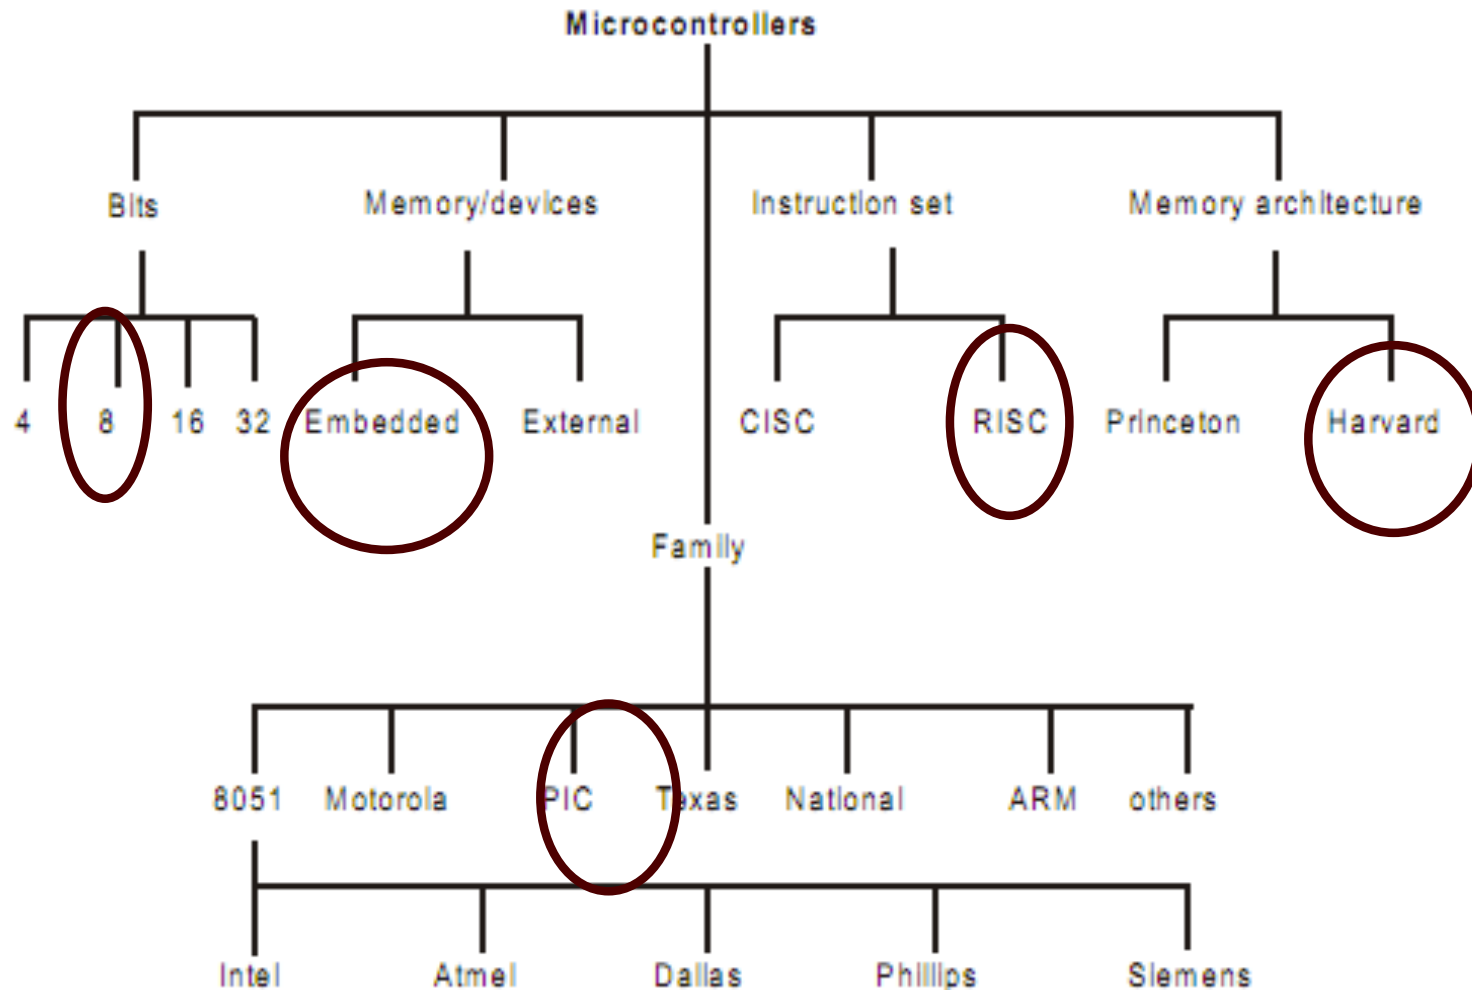 Microcontrollers
Bits Memory/devices Instruction set Memory architecture
4 8 16 32 Embedded External CISC RISC Princeton Harvard
Family
8051 Motorola PIC Texas National ARM others
Intel Atmel Dallas Phillips Siemens